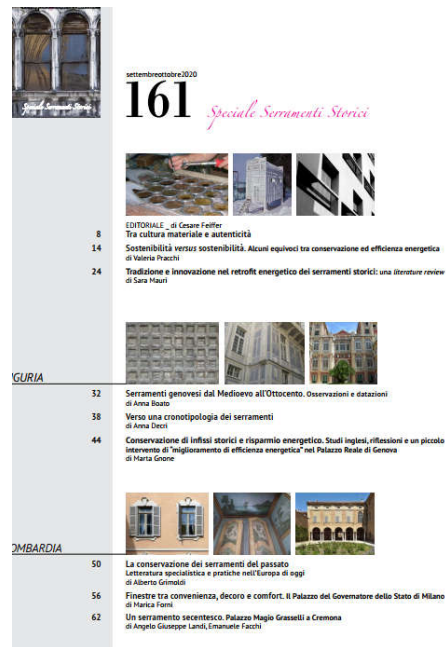 Speciale Serramenti Storici
settembreottobre2020
161 Speciale Serramenti Storici
EDITORIALE _ di Cesare Feiffer
8 Tra cultura materiale e autenticità
14 Sostenibilità versus sostenibilità. Alcuni equivoci tra conservazione ed efficienza energetica
di Valeria Pracchi
24 Tradizione e innovazione nel retrofit energetico dei serramenti storici: una literature review
di Sara Mauri
IGURIA
32 Serramenti genovesi dal Medioevo all'Ottocento. Osservazioni e datazioni
di Anna Boato
38 Verso una cronotipologia dei serramenti
di Anna Decri
44 Conservazione di infissi storici e risparmio energetico. Studi inglesi, riflessioni e un piccolo
intervento di "miglioramento di efficienza energetica" nel Palazzo Reale di Genova
di Marta Gnone
OMBARDIA
50 La conservazione dei serramenti del passato
Letteratura specialistica e pratiche nell'Europa di oggi
di Alberto Grimoldi
56 Finestre tra convenienza, decoro e comfort. Il Palazzo del Governatore dello Stato di Milano
di Marica Forni
62 Un serramento secentesco. Palazzo Magio Grasselli a Cremona
di Angelo Giuseppe Landi, Emanuele Facchi